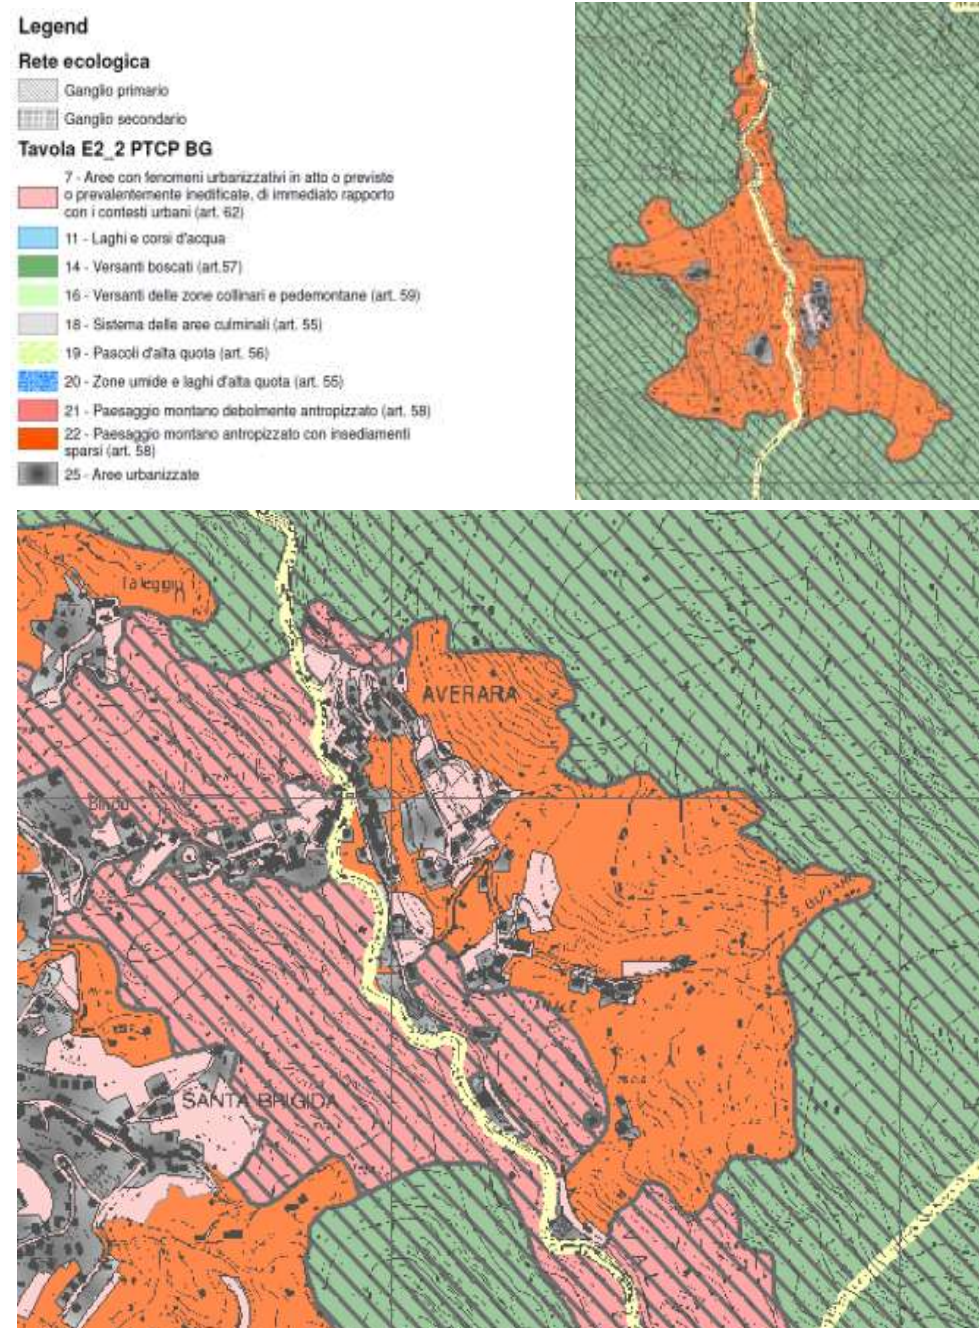 Legend
Rete ecologica
Ganglio primario
Ganglio secondario
Tavola E2_2 PTCP BG
7 - Aree con fenomeni urbanizzativi in atto o previste
o prevalentemente inedificate, di immediato rapporto
con i contesti urbani (art. 62)
11 - Laghi e corsi d'acqua
14 - Versanti boscati (art.57)
16 - Versanti delle zone collinari e pedemontane (art. 59)
18 - Sistema delle aree culminali (art. 55)
19 - Pascoli d'alta quota (art. 56)
20 - Zone umide e laghi d'alta quota (art. 55)
21 - Paesaggio montano debolmente antropizzato (art. 58)
22 - Paesaggio montano antropizzato con insediamenti
sparsi (art. 58)
25 - Aree urbanizzate
Taleggio
AVERARA
SANTA BRIGIDA